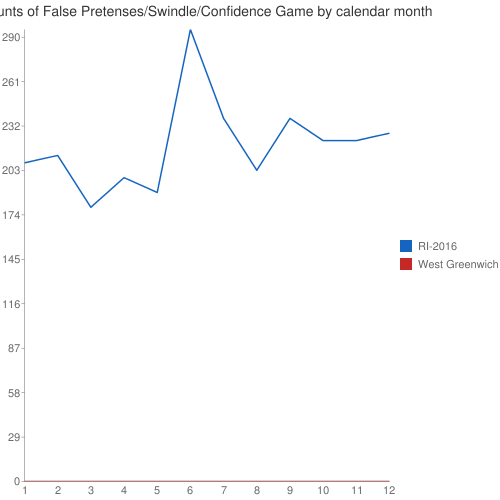 unts of False Pretenses/Swindle/Confidence Game by calendar month
290
261
232
203
174
145
116
87
58
29
0
1 2 3 4 5 6 7 8 9 10 11 12
RI-2016
West Greenwich